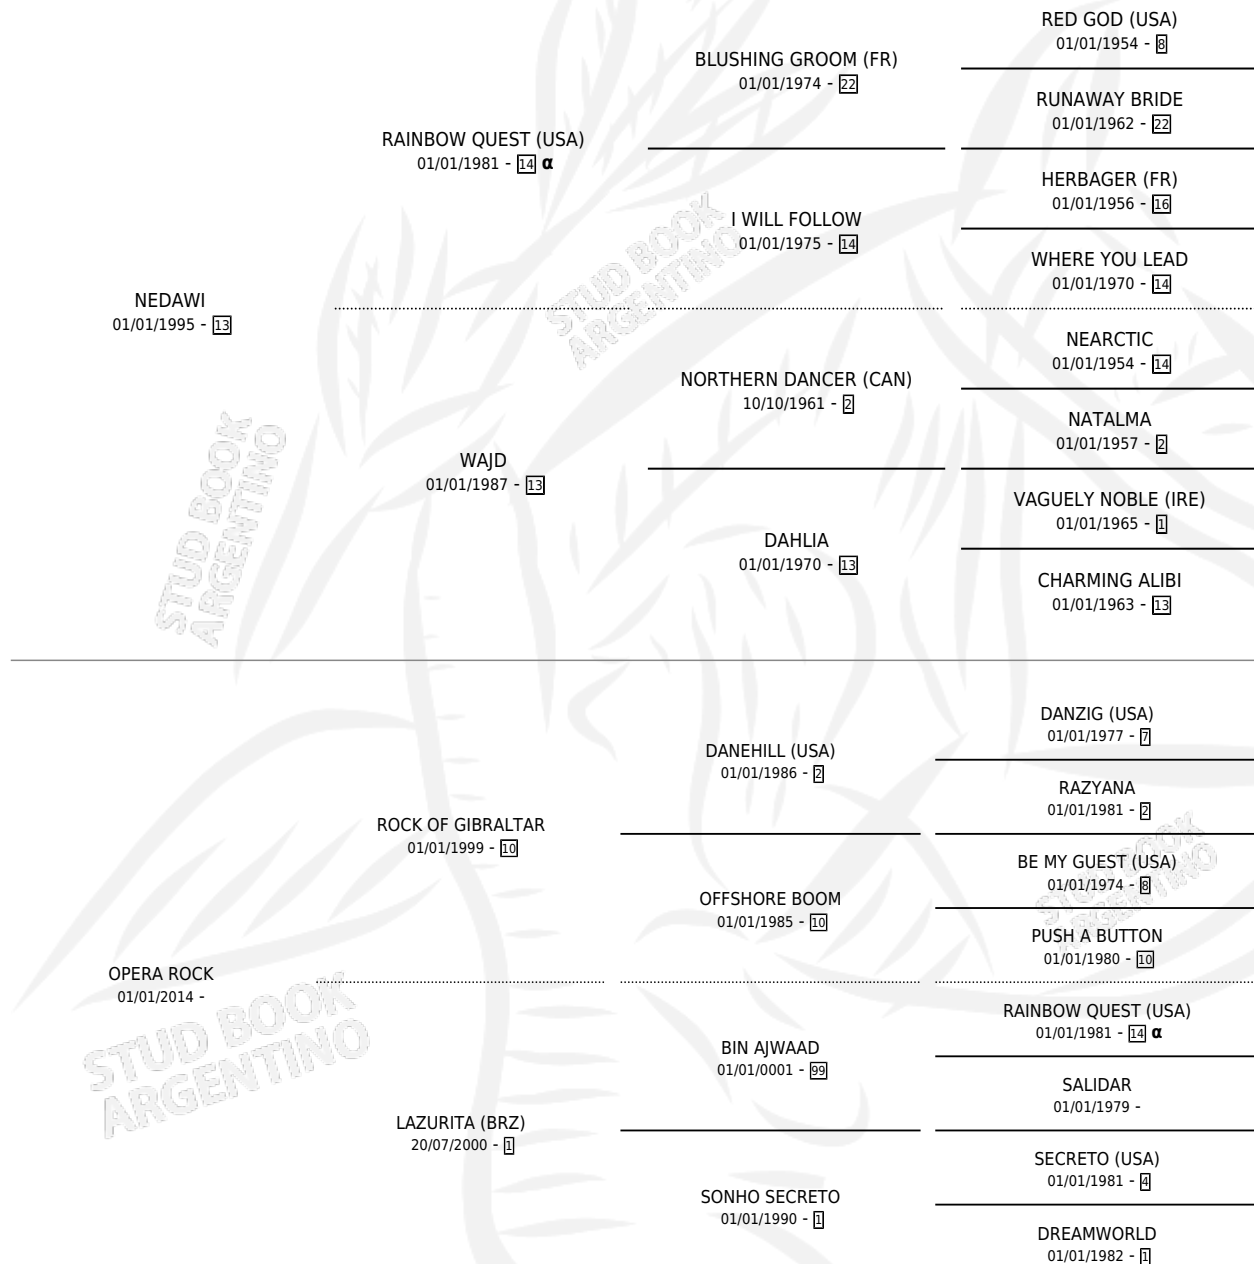 RED GOD (USA)
01/01/1954 - 8
BLUSHING GROOM (FR)
01/01/1974 - 22
RUNAWAY BRIDE
01/01/1962 - 22
RAINBOW QUEST (USA)
01/01/1981 - 14 α
HERBAGER (FR)
01/01/1956 - 16
I WILL FOLLOW
01/01/1975 - 14
WHERE YOU LEAD
01/01/1970 - 14
NEDAWI
01/01/1995 - 13
NEARCTIC
01/01/1954 - 14
NORTHERN DANCER (CAN)
10/10/1961 - 2
NATALMA
01/01/1957 - 2
WAJD
01/01/1987 - 13
VAGUELY NOBLE (IRE)
01/01/1965 - 1
DAHLIA
01/01/1970 - 13
CHARMING ALIBI
01/01/1963 - 13
DANZIG (USA)
01/01/1977 - 7
DANEHILL (USA)
01/01/1986 - 2
RAZYANA
01/01/1981 - 2
ROCK OF GIBRALTAR
01/01/1999 - 10
BE MY GUEST (USA)
01/01/1974 - 8
OFFSHORE BOOM
01/01/1985 - 10
PUSH A BUTTON
01/01/1980 - 10
OPERA ROCK
01/01/2014 -
RAINBOW QUEST (USA)
01/01/1981 - 14 α
BIN AJWAAD
01/01/0001 - 99
SALIDAR
01/01/1979 -
LAZURITA (BRZ)
20/07/2000 - 1
SECRETO (USA)
01/01/1981 - 4
SONHO SECRETO
01/01/1990 - 1
DREAMWORLD
01/01/1982 - 1
STUD BOOK
ARGENTINO
STUD BOOK
ARGENTINO
STUD BOOK
ARGENTINO
STUD BOOK
ARGENTINO